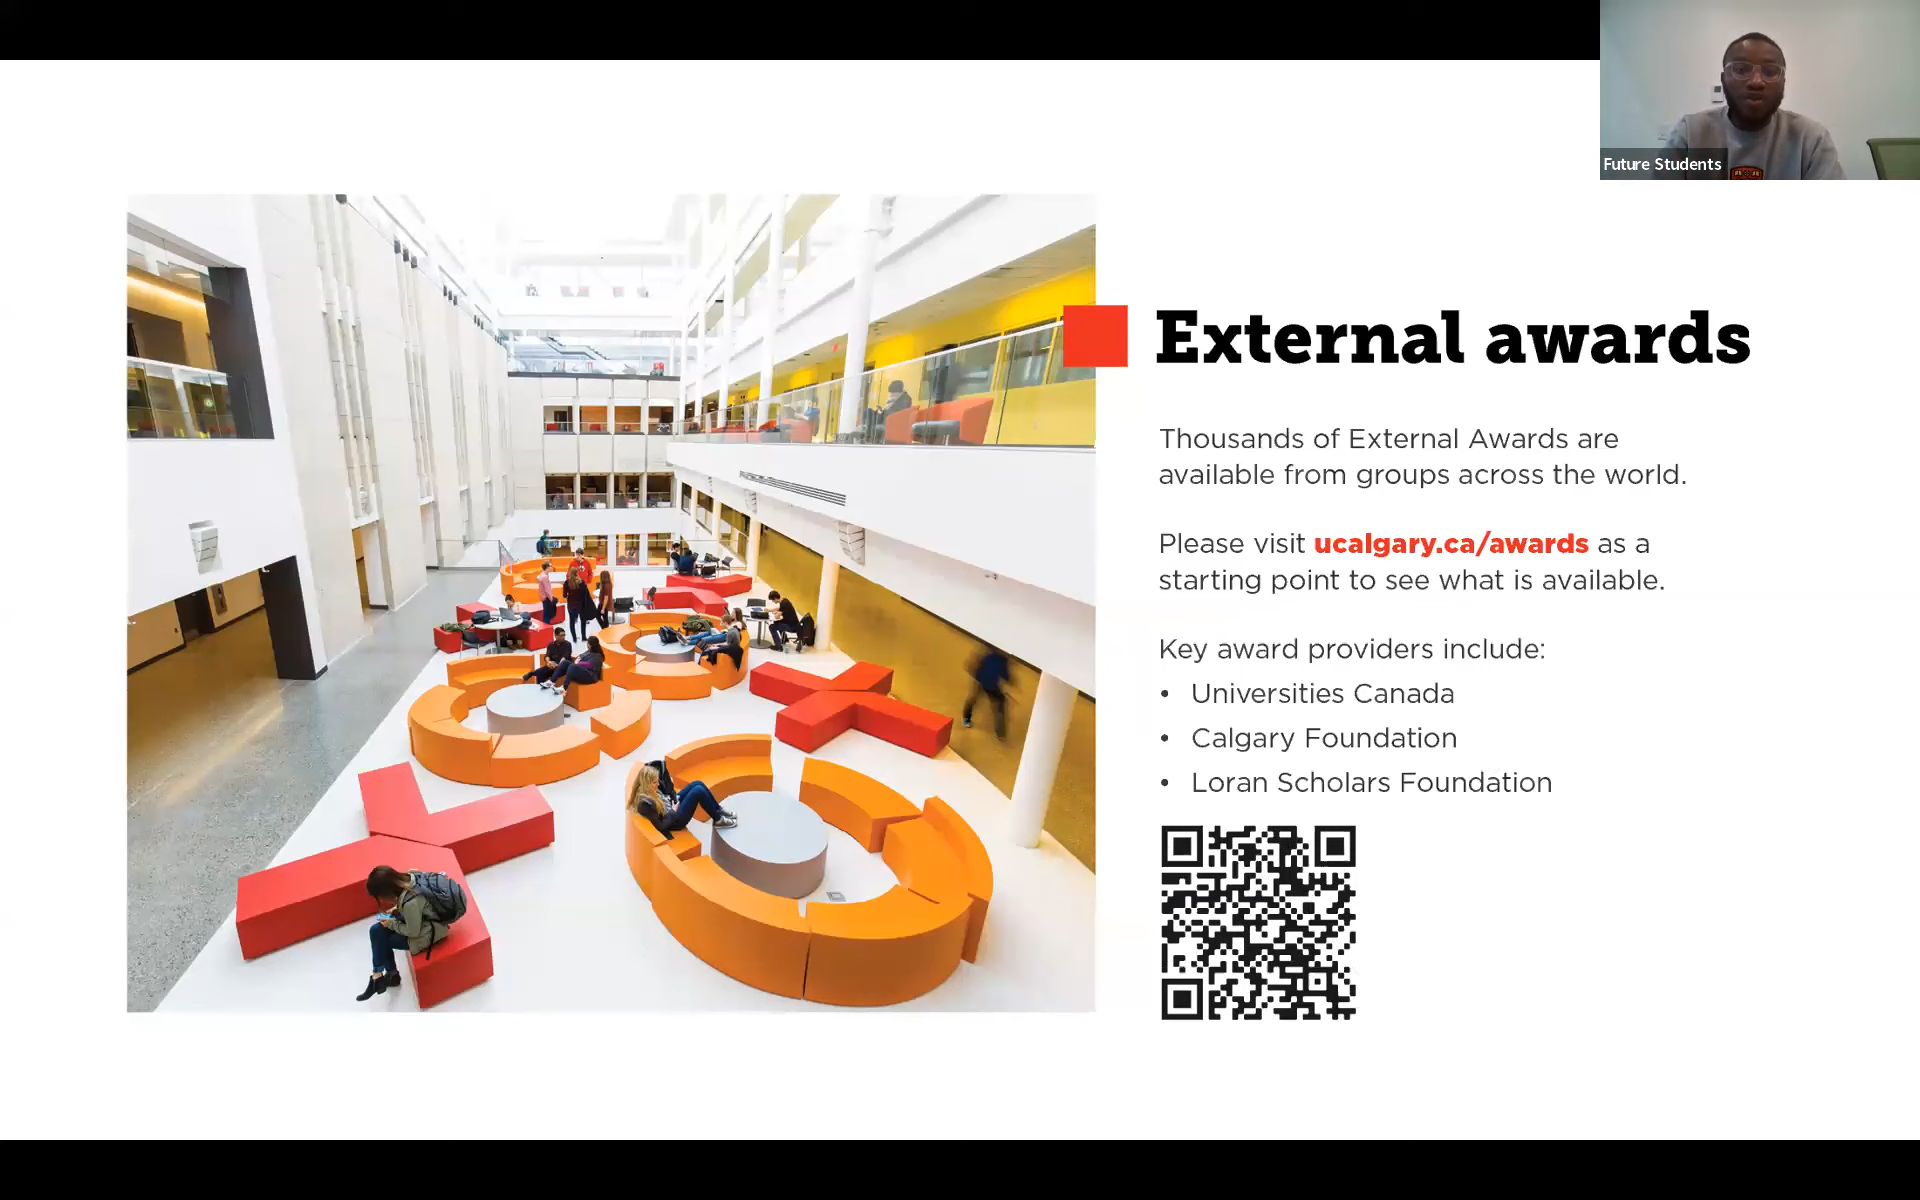 Future Students
External awards
Thousands of External Awards are
available from groups across the world.
Please visit ucalgary.ca/awards as a
starting point to see what is available.
Key award providers include:
• Universities Canada
• Calgary Foundation
• Loran Scholars Foundation